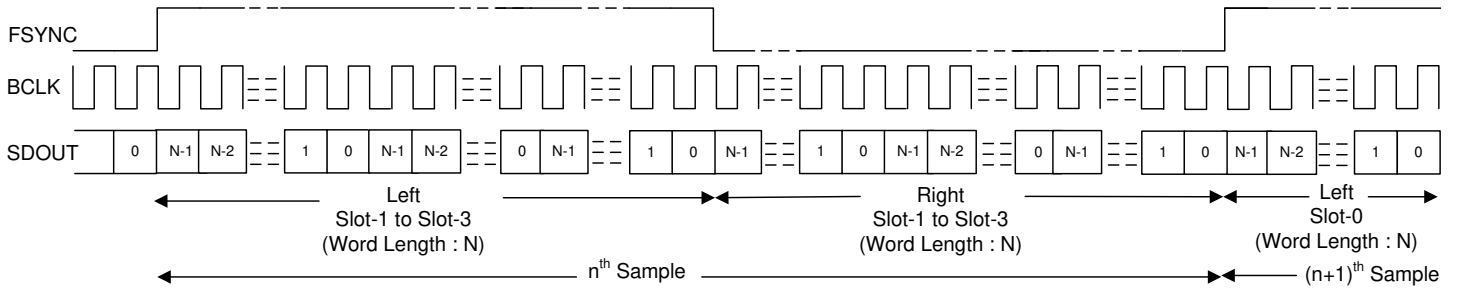 FSYNC
BCLK
SDOUT 0 N-1 N-2 1 0 N-1 N-2 0 N-1 1 0 N-1 1 0 N-1 N-2 0 N-1 1 0 N-1 N-2 1 0
Left Right Left
Slot-1 to Slot-3 Slot-1 to Slot-3 Slot-0
(Word Length : N) (Word Length : N) (Word Length : N)
nth Sample (n+1)th Sample